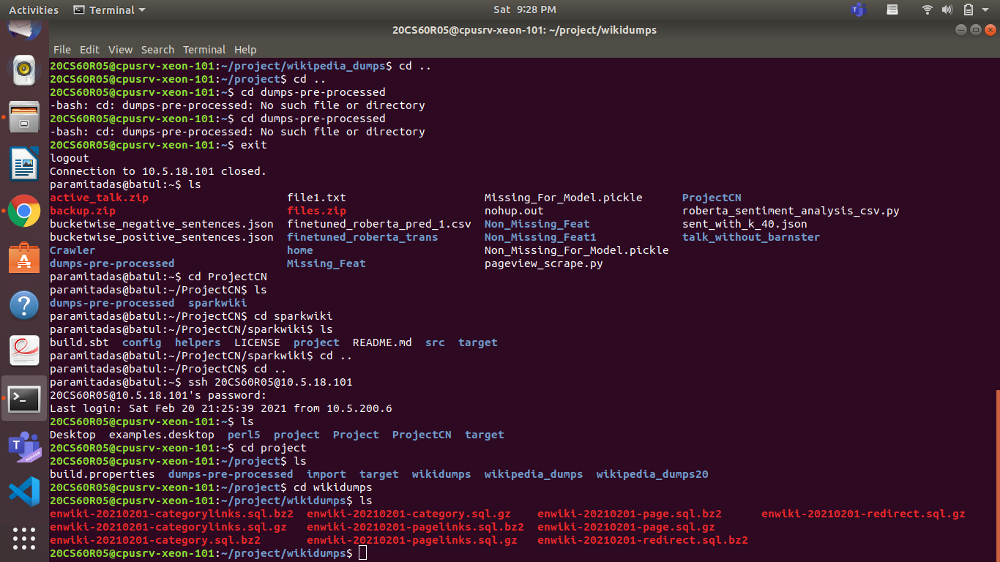 Activities Terminal Sat 9:28 PM
20CS60R05@cpusrv-xeon-101: ~/project/wikidumps
File Edit View Search Terminal Help
20CS60R05@cpusrv-xeon-101:~/project/wikipedia_dumps$ cd ..
20CS60R05@cpusrv-xeon-101:~/project$ cd ..
20CS60R05@cpusrv-xeon-101:~$ cd dumps-pre-processed
-bash: cd: dumps-pre-processed: No such file or directory
20CS60R05@cpusrv-xeon-101:~$ cd dumps-pre-processed
-bash: cd: dumps-pre-processed: No such file or directory
20CS60R05@cpusrv-xeon-101:~$ exit
logout
Connection to 10.5.18.101 closed.
paramitadas@batul:~$ ls
active_talk.zip file1.txt Missing_For_Model.pickle ProjectCN
backup.zip files.zip nohup.out roberta_sentiment_analysis_csv.py
bucketwise_negative_sentences.json finetuned_roberta_pred_1.csv Non_Missing_Feat sent_with_k_40.json
bucketwise_positive_sentences.json finetuned_roberta_trans Non_Missing_Feat1 talk_without_barnster
Crawler home Non_Missing_For_Model.pickle
dumps-pre-processed Missing_Feat pageview_scrape.py
paramitadas@batul:~$ cd ProjectCN
paramitadas@batul:~/ProjectCN$ ls
dumps-pre-processed sparkwiki
paramitadas@batul:~/ProjectCN$ cd sparkwiki
paramitadas@batul:~/ProjectCN/sparkwiki$ ls
build.sbt config helpers LICENSE project README.md src target
paramitadas@batul:~/ProjectCN/sparkwiki$ cd ..
paramitadas@batul:~/ProjectCN$ cd ..
paramitadas@batul:~$ ssh 20CS60R05@10.5.18.101
20CS60R05@10.5.18.101's password:
Last login: Sat Feb 20 21:25:39 2021 from 10.5.200.6
20CS60R05@cpusrv-xeon-101:~$ ls
Desktop examples.desktop perl5 project Project ProjectCN target
20CS60R05@cpusrv-xeon-101:~$ cd project
20CS60R05@cpusrv-xeon-101:~/project$ ls
build.properties dumps-pre-processed import target wikidumps wikipedia_dumps wikipedia_dumps20
20CS60R05@cpusrv-xeon-101:~/project$ cd wikidumps
20CS60R05@cpusrv-xeon-101:~/project/wikidumps$ ls
enwiki-20210201-categorylinks.sql.bz2 enwiki-20210201-category.sql.gz enwiki-20210201-page.sql.bz2 enwiki-20210201-redirect.sql.gz
enwiki-20210201-categorylinks.sql.gz enwiki-20210201-pagelinks.sql.bz2 enwiki-20210201-page.sql.gz
enwiki-20210201-category.sql.bz2 enwiki-20210201-pagelinks.sql.gz enwiki-20210201-redirect.sql.bz2
20CS60R05@cpusrv-xeon-101:~/project/wikidumps$